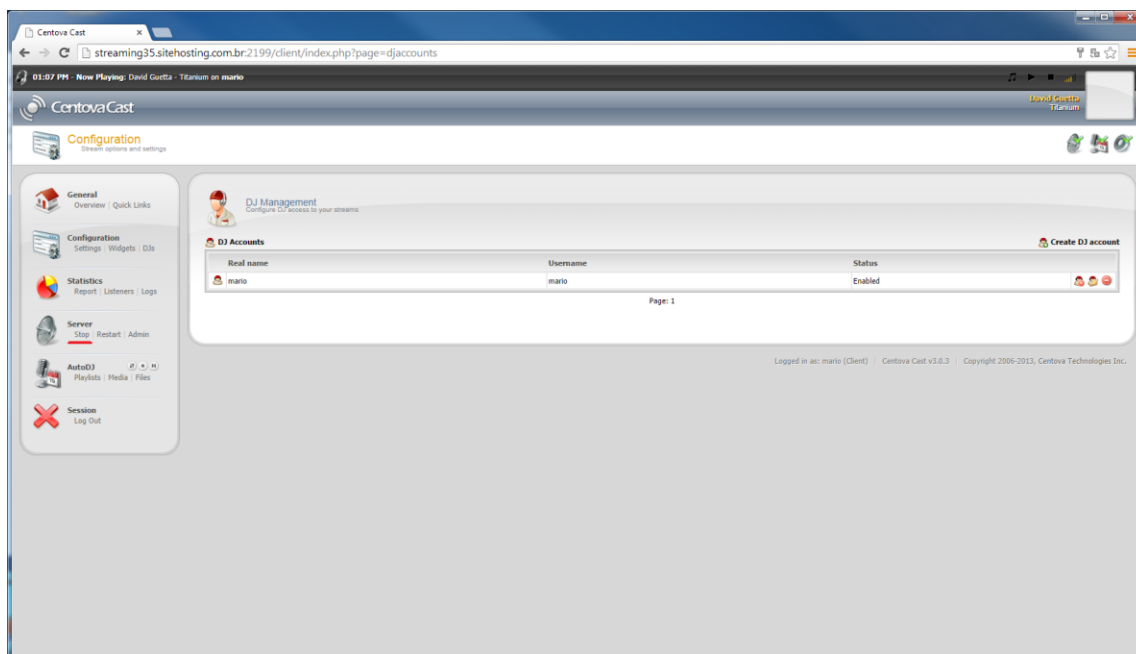 Centova Cast
streaming35.sitehosting.com.br:2199/client/index.php?page=djaccounts
01:07 PM - Now Playing: David Guetta - Titanium on mario
CentovaCast
David Guetta
Titanium
Configuration
Stream options and settings
General
Overview | Quick Links
Configuration
Settings | Widgets | DJs
Statistics
Report | Listeners | Logs
Server
Stop | Restart | Admin
AutoDJ
Playlists | Media | Files
Session
Log Out
DJ Management
Configure DJ access to your streams
DJ Accounts
Create DJ account
Real name Username Status
mario mario Enabled
Page: 1
Logged in as: mario (Client) | Centova Cast v3.0.3 | Copyright 2006-2013, Centova Technologies Inc.